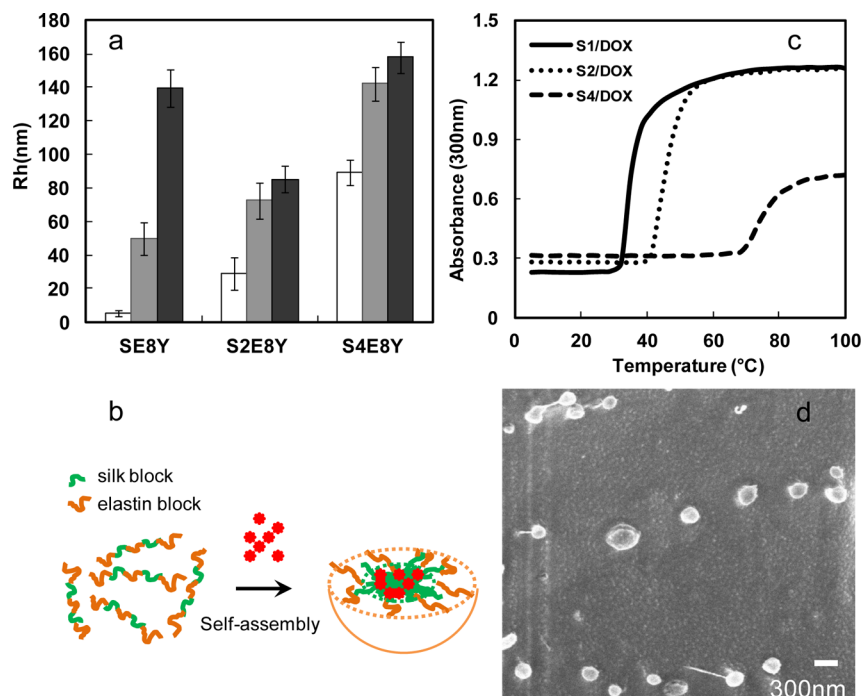 a
Rh(nm)
160
140
120
100
80
60
40
20
0
SE8Y S2E8Y S4E8Y
c
S1/DOX
S2/DOX
S4/DOX
Absorbance (300nm)
1.5
1.2
0.9
0.6
0.3
0
0 20 40 60 80 100
Temperature (°C)
b
silk block
elastin block
Self-assembly
d
300nm